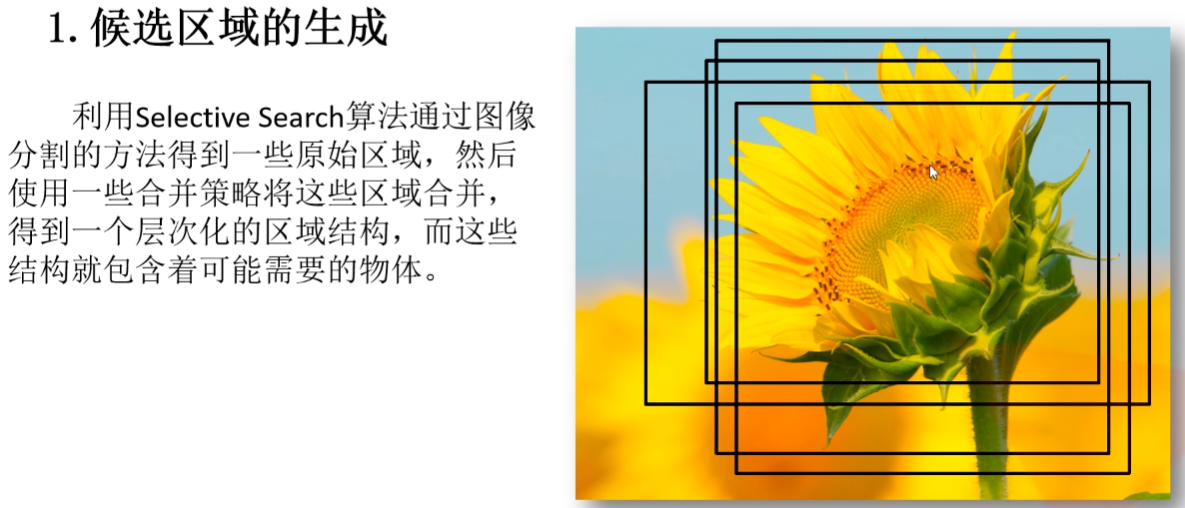 1. 候选区域的生成
利用Selective Search算法通过图像
分割的方法得到一些原始区域，然后
使用一些合并策略将这些区域合并，
得到一个层次化的区域结构，而这些
结构就包含着可能需要的物体。